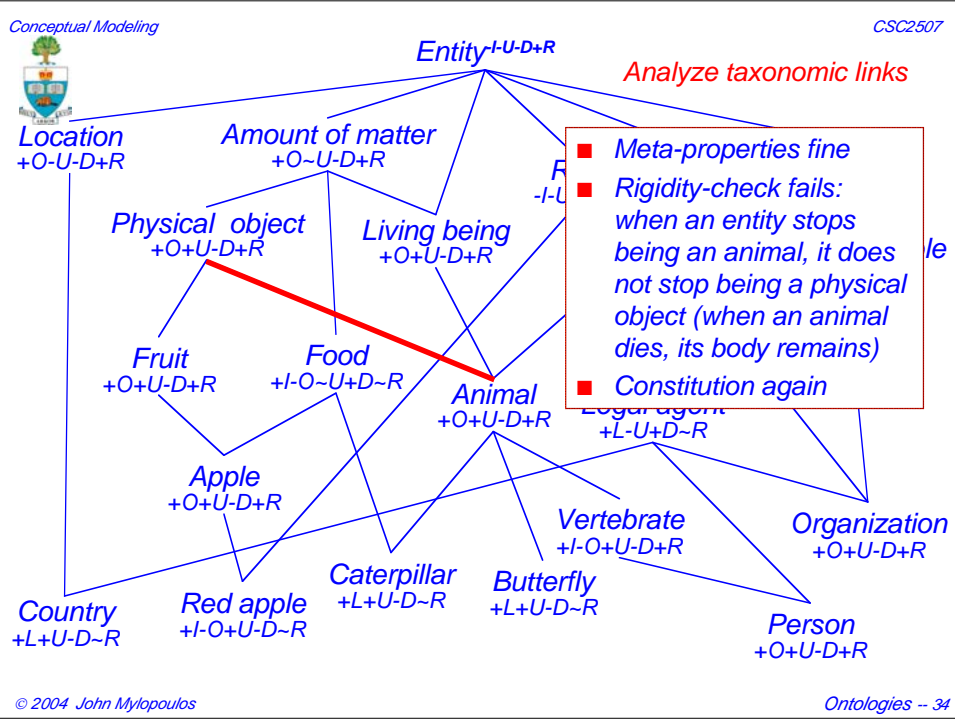 Conceptual Modeling
CSC2507
Entity-I-U-D+R
Analyze taxonomic links
Location
+O-U-D+R
Amount of matter
+O~U-D+R
Physical object
+O+U-D+R
Living being
+O+U-D+R
■ Meta-properties fine
■ Rigidity-check fails:
when an entity stops
being an animal, it does
not stop being a physical
object (when an animal
dies, its body remains)
■ Constitution again
Fruit
+O+U-D+R
Food
+I-O~U+D~R
Animal
+O+U-D+R
Legal agent
+L-U+D~R
Apple
+O+U-D+R
Vertebrate
+I-O+U-D+R
Organization
+O+U-D+R
Country
+L+U-D~R
Red apple
+I-O+U-D~R
Caterpillar
+L+U-D~R
Butterfly
+L+U-D~R
Person
+O+U-D+R
© 2004 John Mylopoulos
Ontologies -- 34